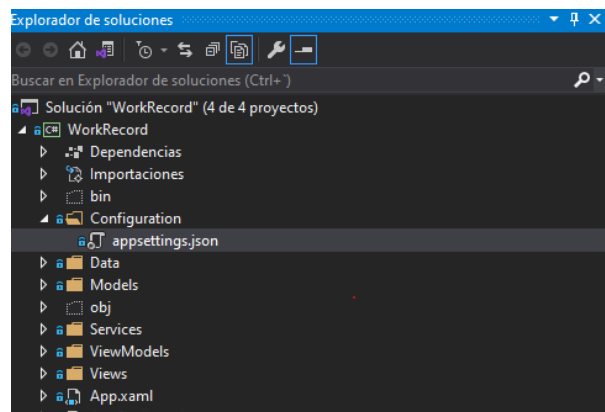 Explorador de soluciones
Buscar en Explorador de soluciones (Ctrl+`)
Solución "WorkRecord" (4 de 4 proyectos)
C# WorkRecord
Dependencias
Importaciones
bin
Configuration
appsettings.json
Data
Models
obj
Services
ViewModels
Views
App.xaml